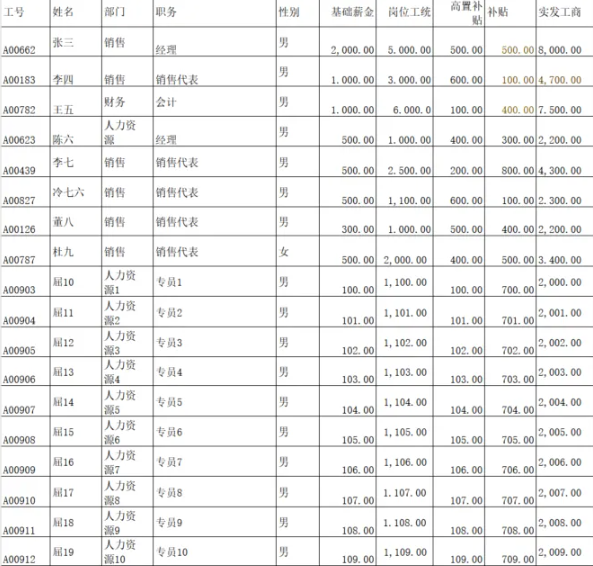 工号 姓名 部门 职务 性别 基础薪金 岗位工统 高置补贴 补贴 实发工商
A00662 张三 销售 经理 男 2,000.00 5.000.00 500.00 500.00 8,000.00
A00183 李四 销售 销售代表 男 1.000.00 3.000.00 600.00 100.00 4,700.00
A00782 王五 财务 会计 男 1.000.00 6.000.0 100.00 400.00 7.500.00
A00623 陈六 人力资源 经理 男 500.00 1.000.00 400.00 300.00 2,200.00
A00439 李七 销售 销售代表 男 500.00 2.500.00 200.00 800.00 4,300.00
A00827 冷七六 销售 销售代表 男 500.00 1,100.00 600.00 100.00 2.300.00
A00126 董八 销售 销售代表 男 300.00 1.000.00 500.00 400.00 2,200.00
A00787 杜九 销售 销售代表 女 500.00 2,000.00 400.00 500.00 3.400.00
A00903 屈10 人力资源1 专员1 男 100.00 1,100.00 100.00 700.00 2,000.00
A00904 屈11 人力资源2 专员2 男 101.00 1,101.00 101.00 701.00 2,001.00
A00905 屈12 人力资源3 专员3 男 102.00 1,102.00 102.00 702.00 2,002.00
A00906 屈13 人力资源4 专员4 男 103.00 1,103.00 103.00 703.00 2,003.00
A00907 屈14 人力资源5 专员5 男 104.00 1,104.00 104.00 704.00 2,004.00
A00908 屈15 人力资源6 专员6 男 105.00 1,105.00 105.00 705.00 2,005.00
A00909 屈16 人力资源7 专员7 男 106.00 1,106.00 106.00 706.00 2,006.00
A00910 屈17 人力资源8 专员8 男 107.00 1.107.00 107.00 707.00 2,007.00
A00911 屈18 人力资源9 专员9 男 108.00 1.108.00 108.00 708.00 2,008.00
A00912 屈19 人力资源10 专员10 男 109.00 1,109.00 109.00 709.00 2,009.00